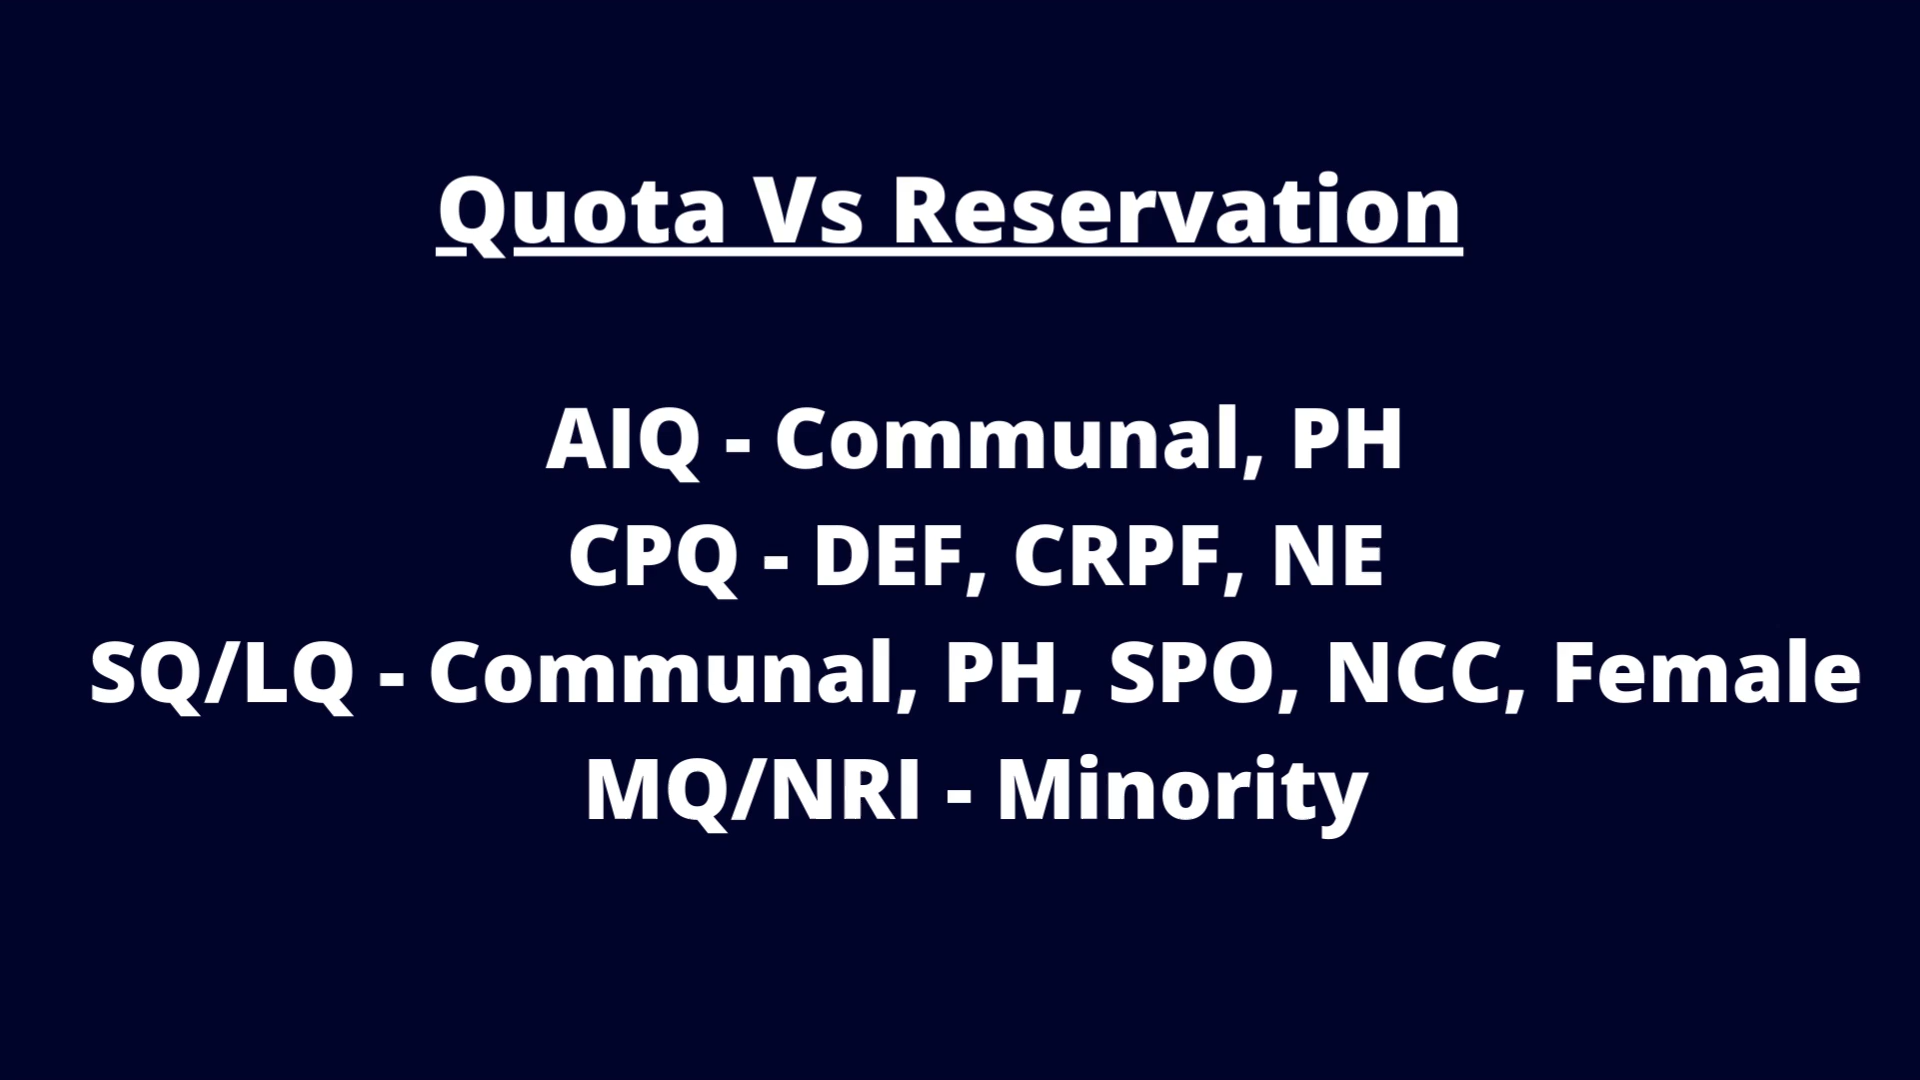 Quota Vs Reservation
AIQ - Communal, PH
CPQ - DEF, CRPF, NE
SQ/LQ - Communal, PH, SPO, NCC, Female
MQ/NRI - Minority